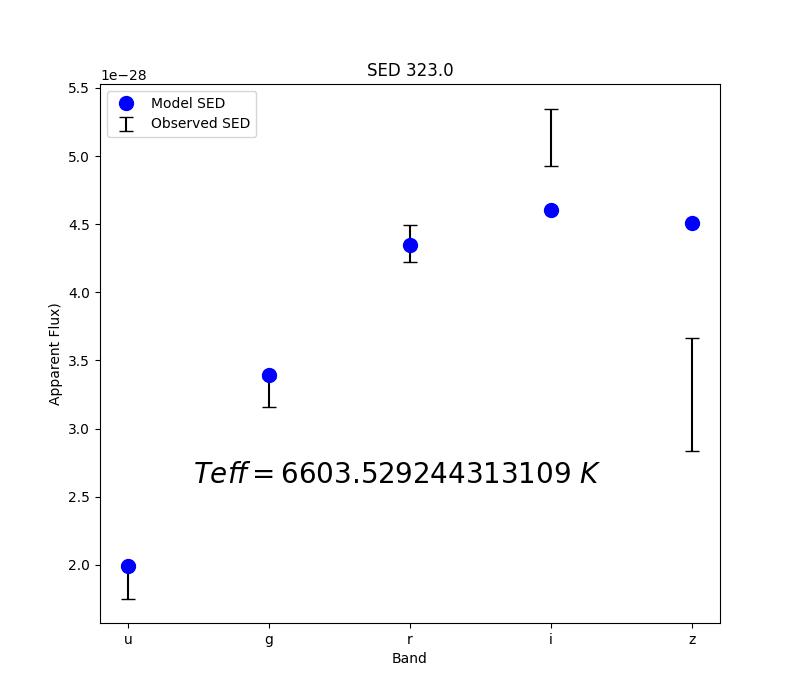 SED 323.0
1e−28
Model SED
Observed SED
5.5
5.0
4.5
4.0
3.5
3.0
2.5
2.0
Apparent Flux)
Teff = 6603.529244313109 K
u g r i z
Band